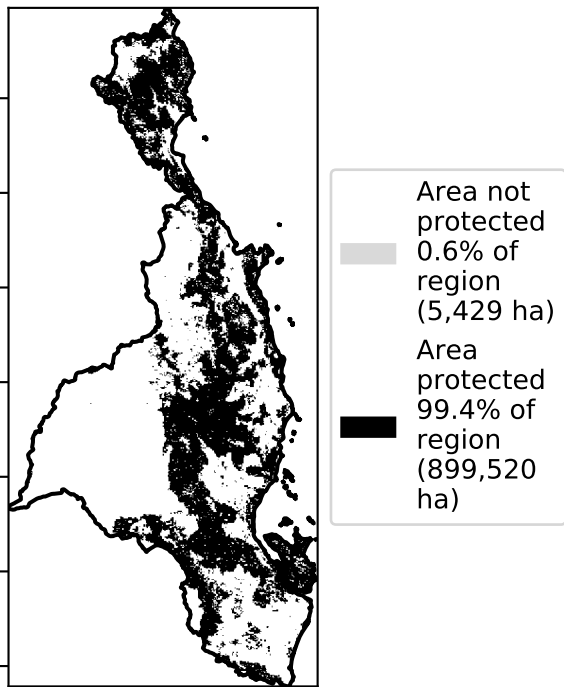 Area not
protected
0.6% of
region
(5,429 ha)
Area
protected
99.4% of
region
(899,520
ha)